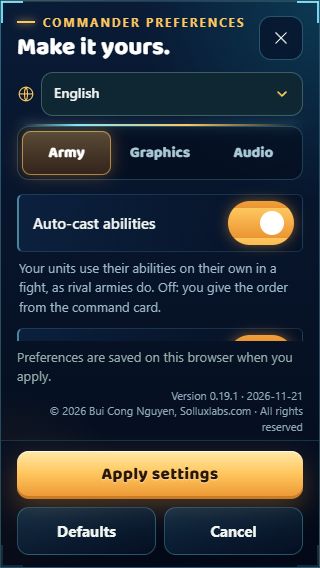 COMMANDER PREFERENCES
Make it yours.
English
Army Graphics Audio
Auto-cast abilities
Your units use their abilities on their own in a
fight, as rival armies do. Off: you give the order
from the command card.
Preferences are saved on this browser when you
apply.
Version 0.19.1 · 2026-11-21
© 2026 Bui Cong Nguyen, Solluxlabs.com · All rights
reserved
Apply settings
Defaults Cancel